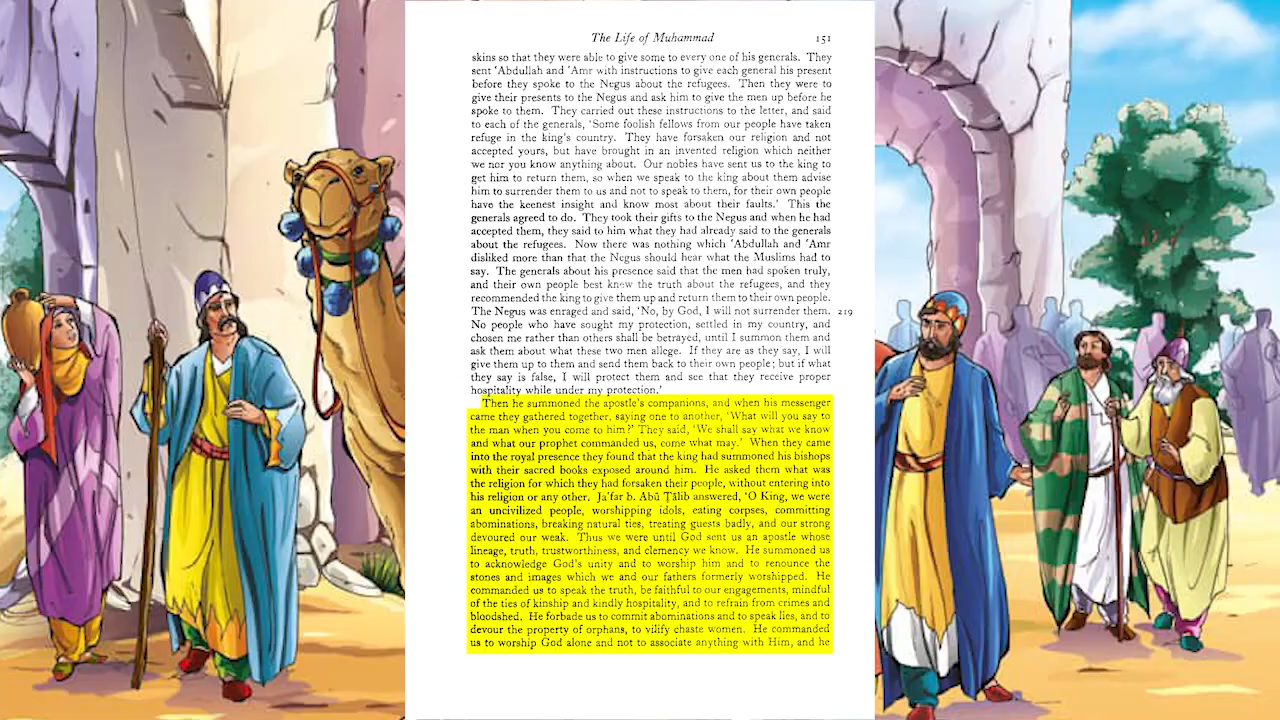 The Life of Muhammad 151
skins so that they were able to give some to every one of his generals. They
sent 'Abdullah and 'Amr with instructions to give each general his present
before they spoke to the Negus about the refugees. Then they were to
give their presents to the Negus and ask him to give the men up before he
spoke to them. They carried out these instructions to the letter, and said
to each of the generals, 'Some foolish fellows from our people have taken
refuge in the king's country. They have forsaken our religion and not
accepted yours, but have brought in an invented religion which neither
we nor you know anything about. Our nobles have sent us to the king to
get him to return them, so when we speak to the king about them advise
him to surrender them to us and not to speak to them, for their own people
have the keenest insight and know most about their faults.' This the
generals agreed to do. They took their gifts to the Negus and when he had
accepted them, they said to him what they had already said to the generals
about the refugees. Now there was nothing which 'Abdullah and 'Amr
disliked more than that the Negus should hear what the Muslims had to
say. The generals about his presence said that the men had spoken truly,
and their own people best knew the truth about the refugees, and they
recommended the king to give them up and return them to their own people.
The Negus was enraged and said, 'No, by God, I will not surrender them. 219
No people who have sought my protection, settled in my country, and
chosen me rather than others shall be betrayed, until I summon them and
ask them about what these two men allege. If they are as they say, I will
give them up to them and send them back to their own people; but if what
they say is false, I will protect them and see that they receive proper
hospitality while under my protection.'
Then he summoned the apostle's companions, and when his messenger
came they gathered together, saying one to another, 'What will you say to
the man when you come to him?' They said, 'We shall say what we know
and what our prophet commanded us, come what may.' When they came
into the royal presence they found that the king had summoned his bishops
with their sacred books exposed around him. He asked them what was
the religion for which they had forsaken their people, without entering into
his religion or any other. Ja'far b. Abū Ṭālib answered, 'O King, we were
an uncivilized people, worshipping idols, eating corpses, committing
abominations, breaking natural ties, treating guests badly, and our strong
devoured our weak. Thus we were until God sent us an apostle whose
lineage, truth, trustworthiness, and clemency we know. He summoned us
to acknowledge God's unity and to worship him and to renounce the
stones and images which we and our fathers formerly worshipped. He
commanded us to speak the truth, be faithful to our engagements, mindful
of the ties of kinship and kindly hospitality, and to refrain from crimes and
bloodshed. He forbade us to commit abominations and to speak lies, and to
devour the property of orphans, to vilify chaste women. He commanded
us to worship God alone and not to associate anything with Him, and he